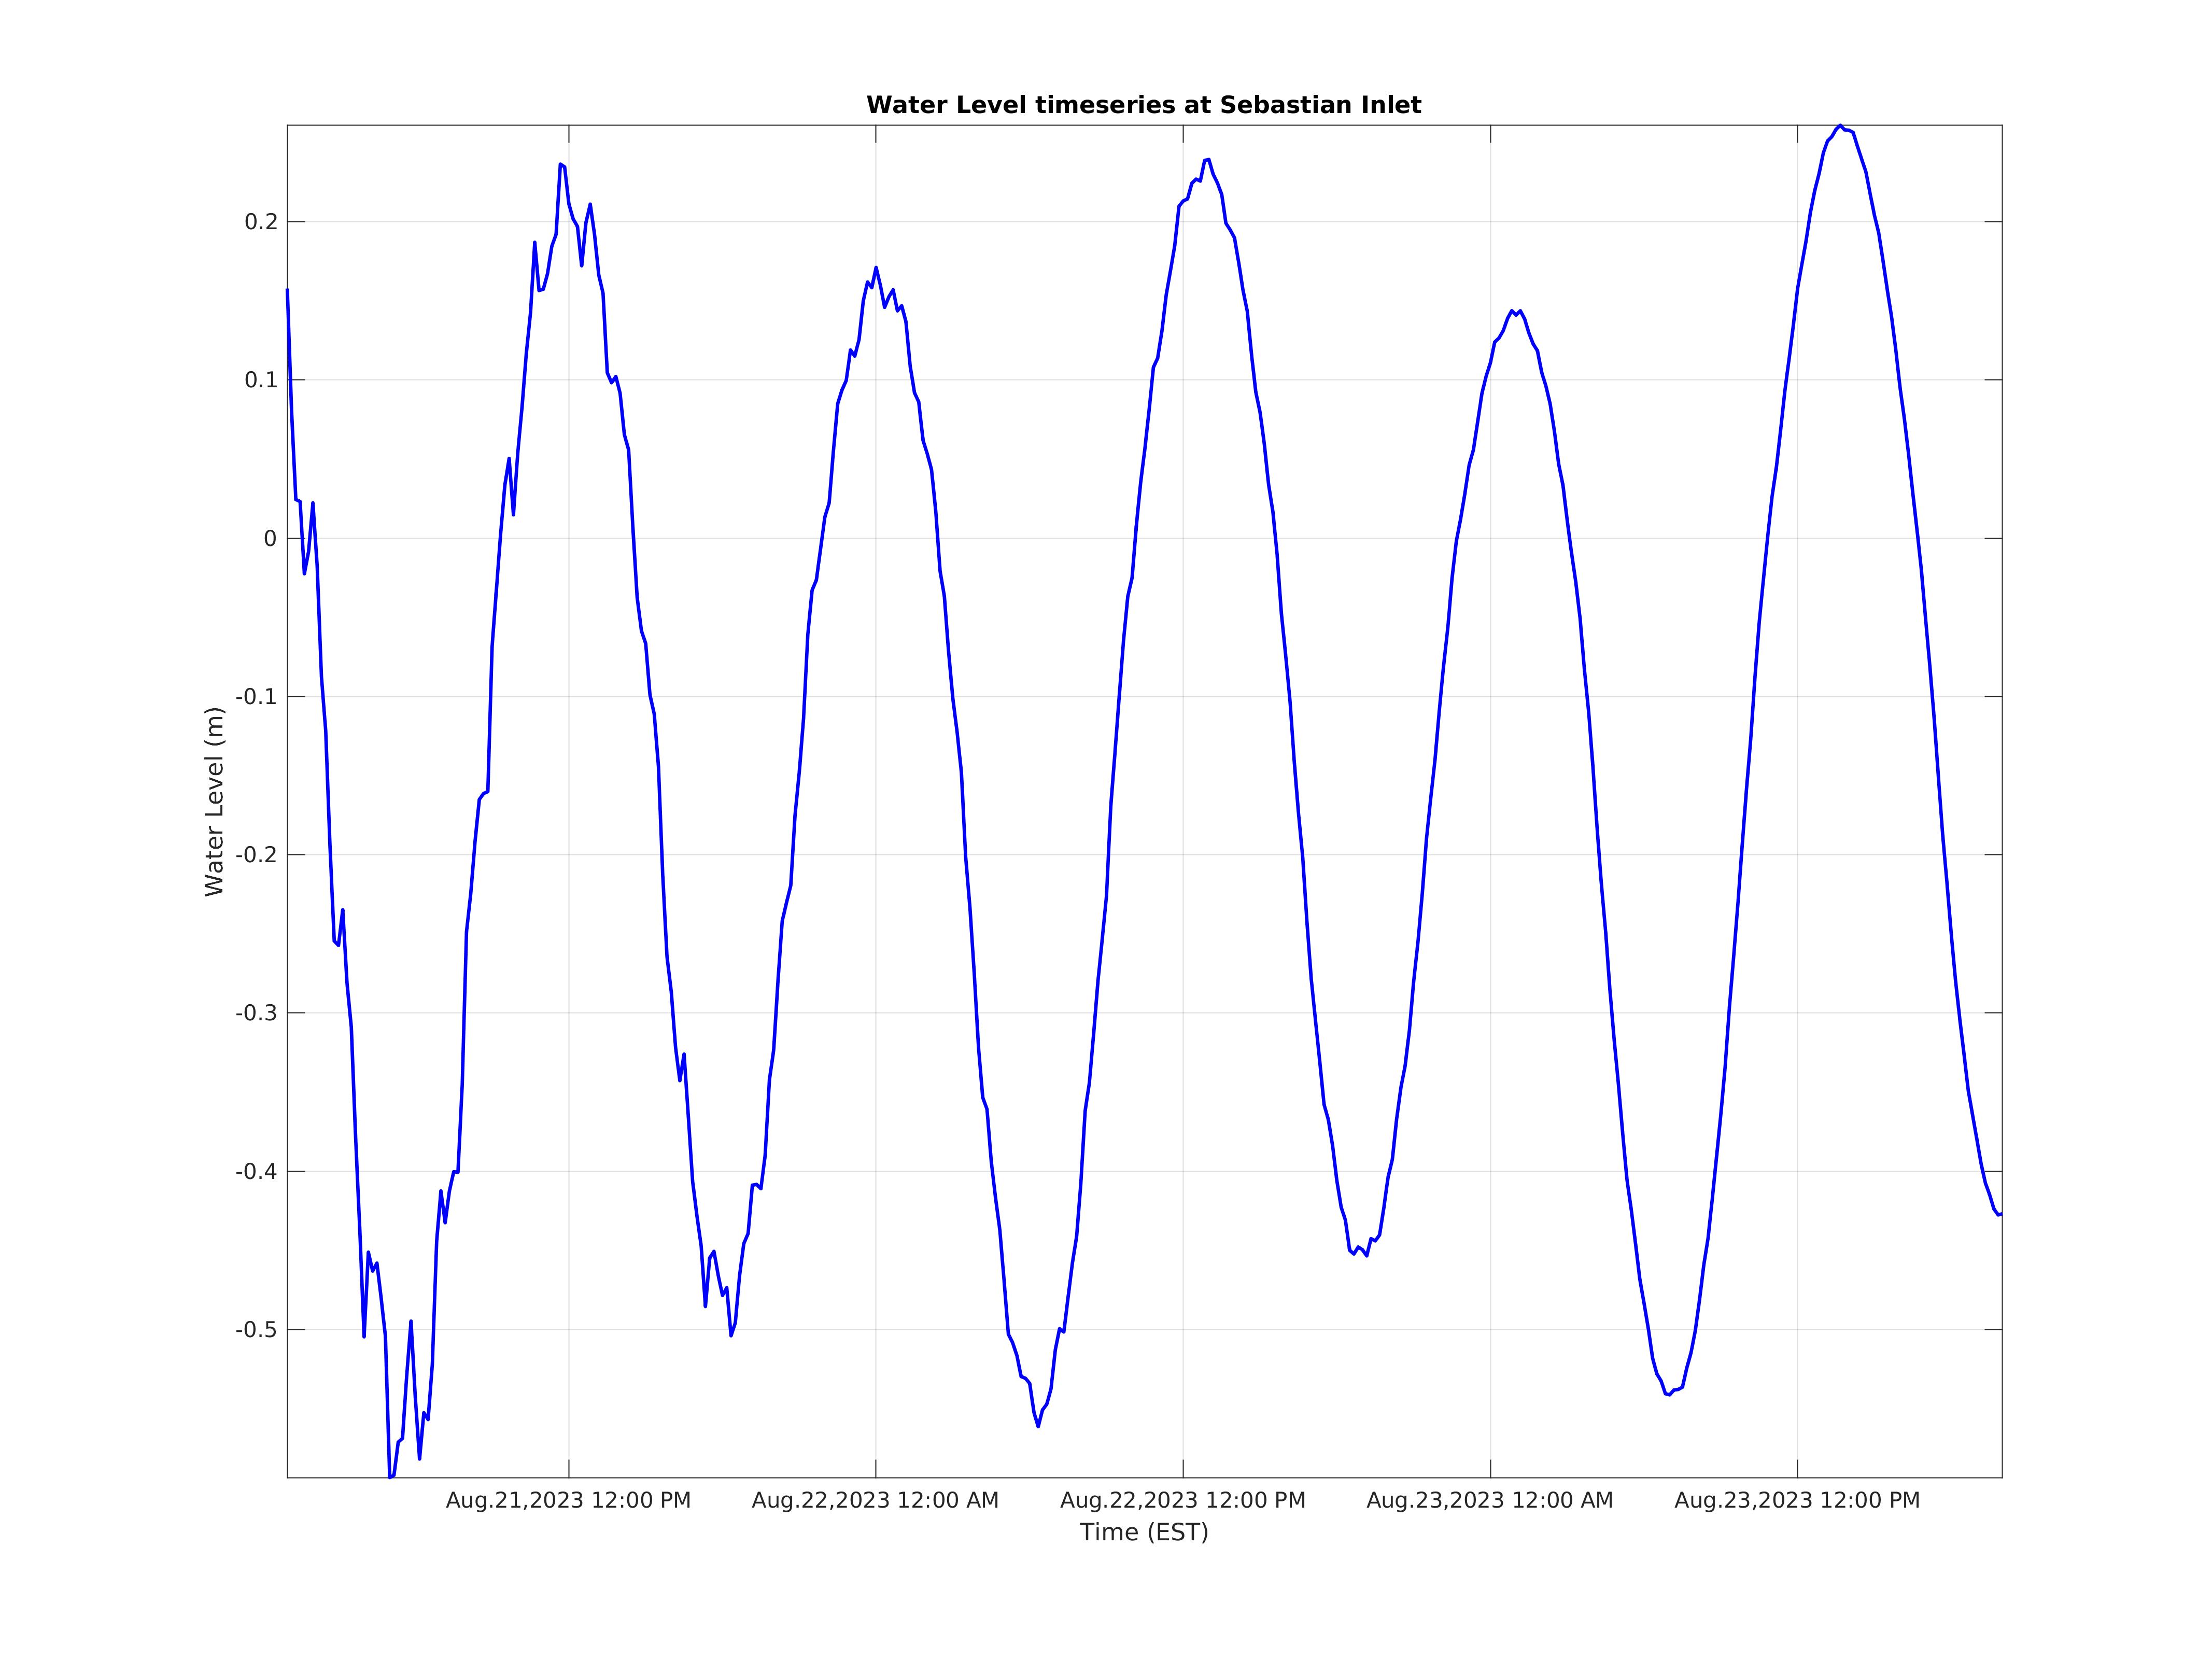 Water Level timeseries at Sebastian Inlet
Water Level (m)
0.2
0.1
0
-0.1
-0.2
-0.3
-0.4
-0.5
Aug.21,2023 12:00 PM
Aug.22,2023 12:00 AM
Aug.22,2023 12:00 PM
Aug.23,2023 12:00 AM
Aug.23,2023 12:00 PM
Time (EST)